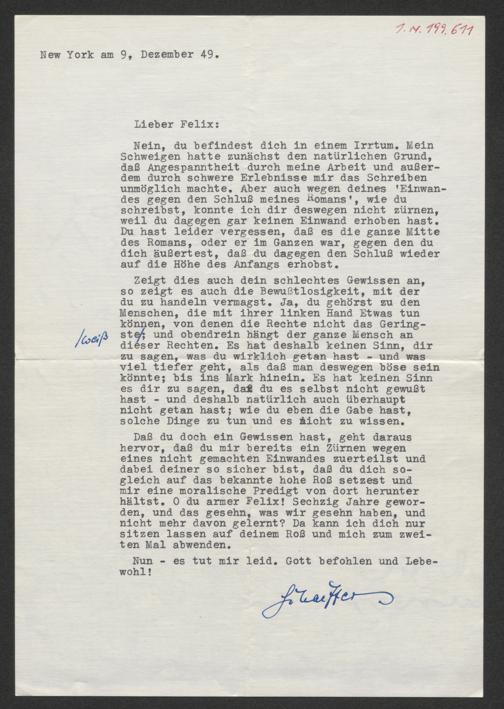 1.N.199.611
New York am 9, Dezember 49.
Lieber Felix:
Nein, du befindest dich in einem Irrtum. Mein
Schweigen hatte zunächst den natürlichen Grund,
daß Angespanntheit durch meine Arbeit und außer-
dem durch schwere Erlebnisse mir das Schreiben
unmöglich machte. Aber auch wegen deines 'Einwan-
des gegen den Schluß meines Romans', wie du
schreibst, konnte ich dir deswegen nicht zürnen,
weil du dagegen gar keinen Einwand erhoben hast.
Du hast leider vergessen, daß es die ganze Mitte
des Romans, oder er im Ganzen war, gegen den du
dich äußertest, daß du dagegen den Schluß wieder
auf die Höhe des Anfangs erhobst.
Zeigt dies auch dein schlechtes Gewissen an,
so zeigt es auch die Bewußtlosigkeit, mit der
du zu handeln vermagst. Ja, du gehörst zu den
Menschen, die mit ihrer linken Hand Etwas tun
können, von denen die Rechte nicht das Gering-
/weiß ste/, und obendrein hängt der ganze Mensch an
dieser Rechten. Es hat deshalb keinen Sinn, dir
zu sagen, was du wirklich getan hast - und was
viel tiefer geht, als daß man deswegen böse sein
könnte; bis ins Mark hinein. Es hat keinen Sinn
es dir zu sagen, daß du es selbst nicht gewußt
hast - und deshalb natürlich auch überhaupt
nicht getan hast; wie du eben die Gabe hast,
solche Dinge zu tun und es nicht zu wissen.
Daß du doch ein Gewissen hast, geht daraus
hervor, daß du mir bereits ein Zürnen wegen
eines nicht gemachten Einwandes zuerteilst und
dabei deiner so sicher bist, daß du dich so-
gleich auf das bekannte hohe Roß setzest und
mir eine moralische Predigt von dort herunter
hältst. O du armer Felix! Sechzig Jahre gewor-
den, und das gesehn, was wir gesehn haben, und
nicht mehr davon gelernt? Da kann ich dich nur
sitzen lassen auf deinem Roß und mich zum zwei-
ten Mal abwenden.
Nun - es tut mir leid. Gott befohlen und Lebe-
wohl!